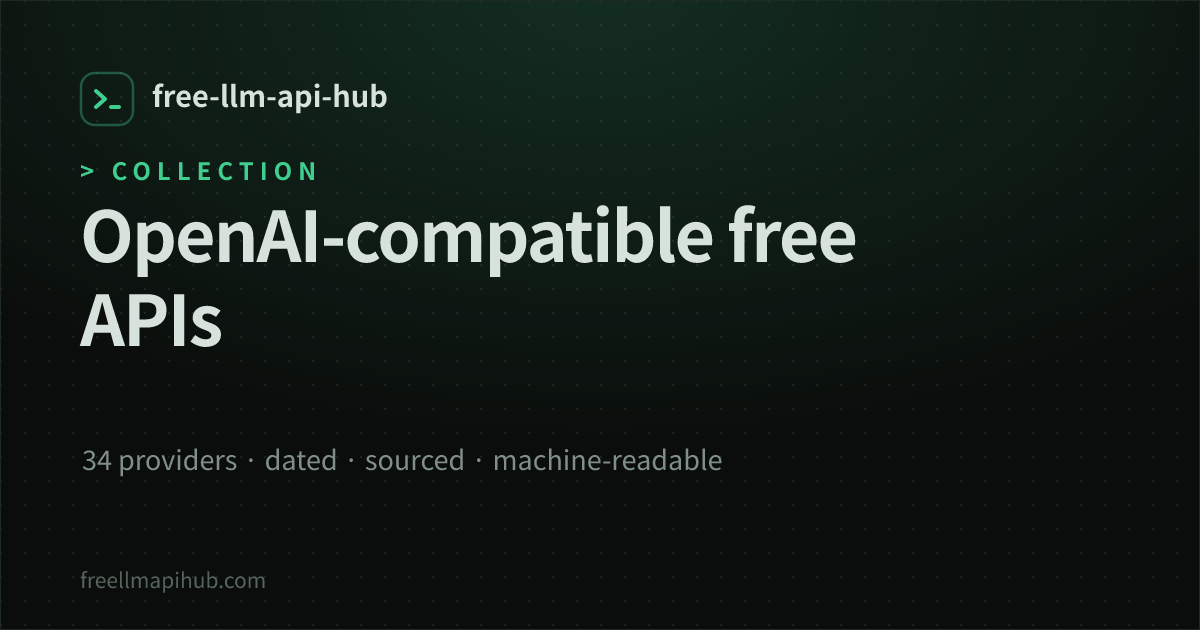 >_ free-llm-api-hub
> COLLECTION
OpenAI-compatible free
APIs
34 providers · dated · sourced · machine-readable
freellmapihub.com